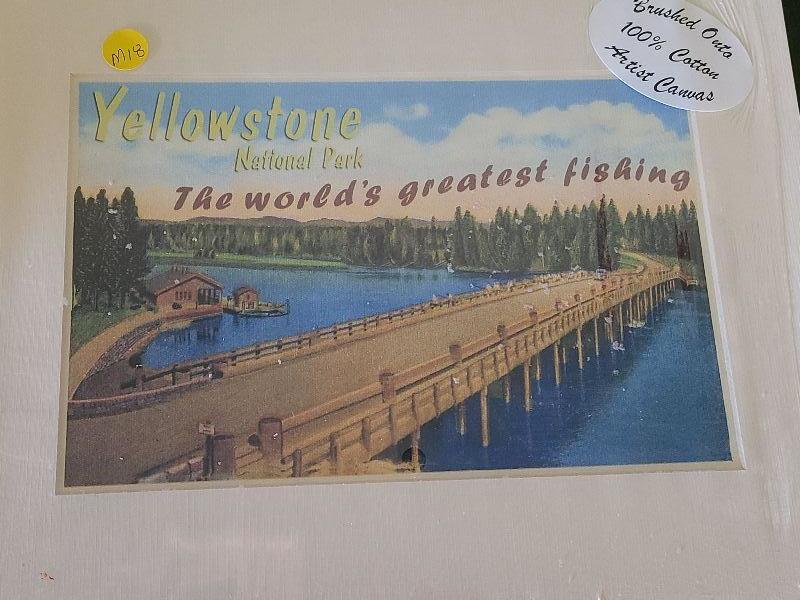 M18
Brushed Onto
100% Cotton
Artist Canvas
Yellowstone
National Park
The world's greatest fishing